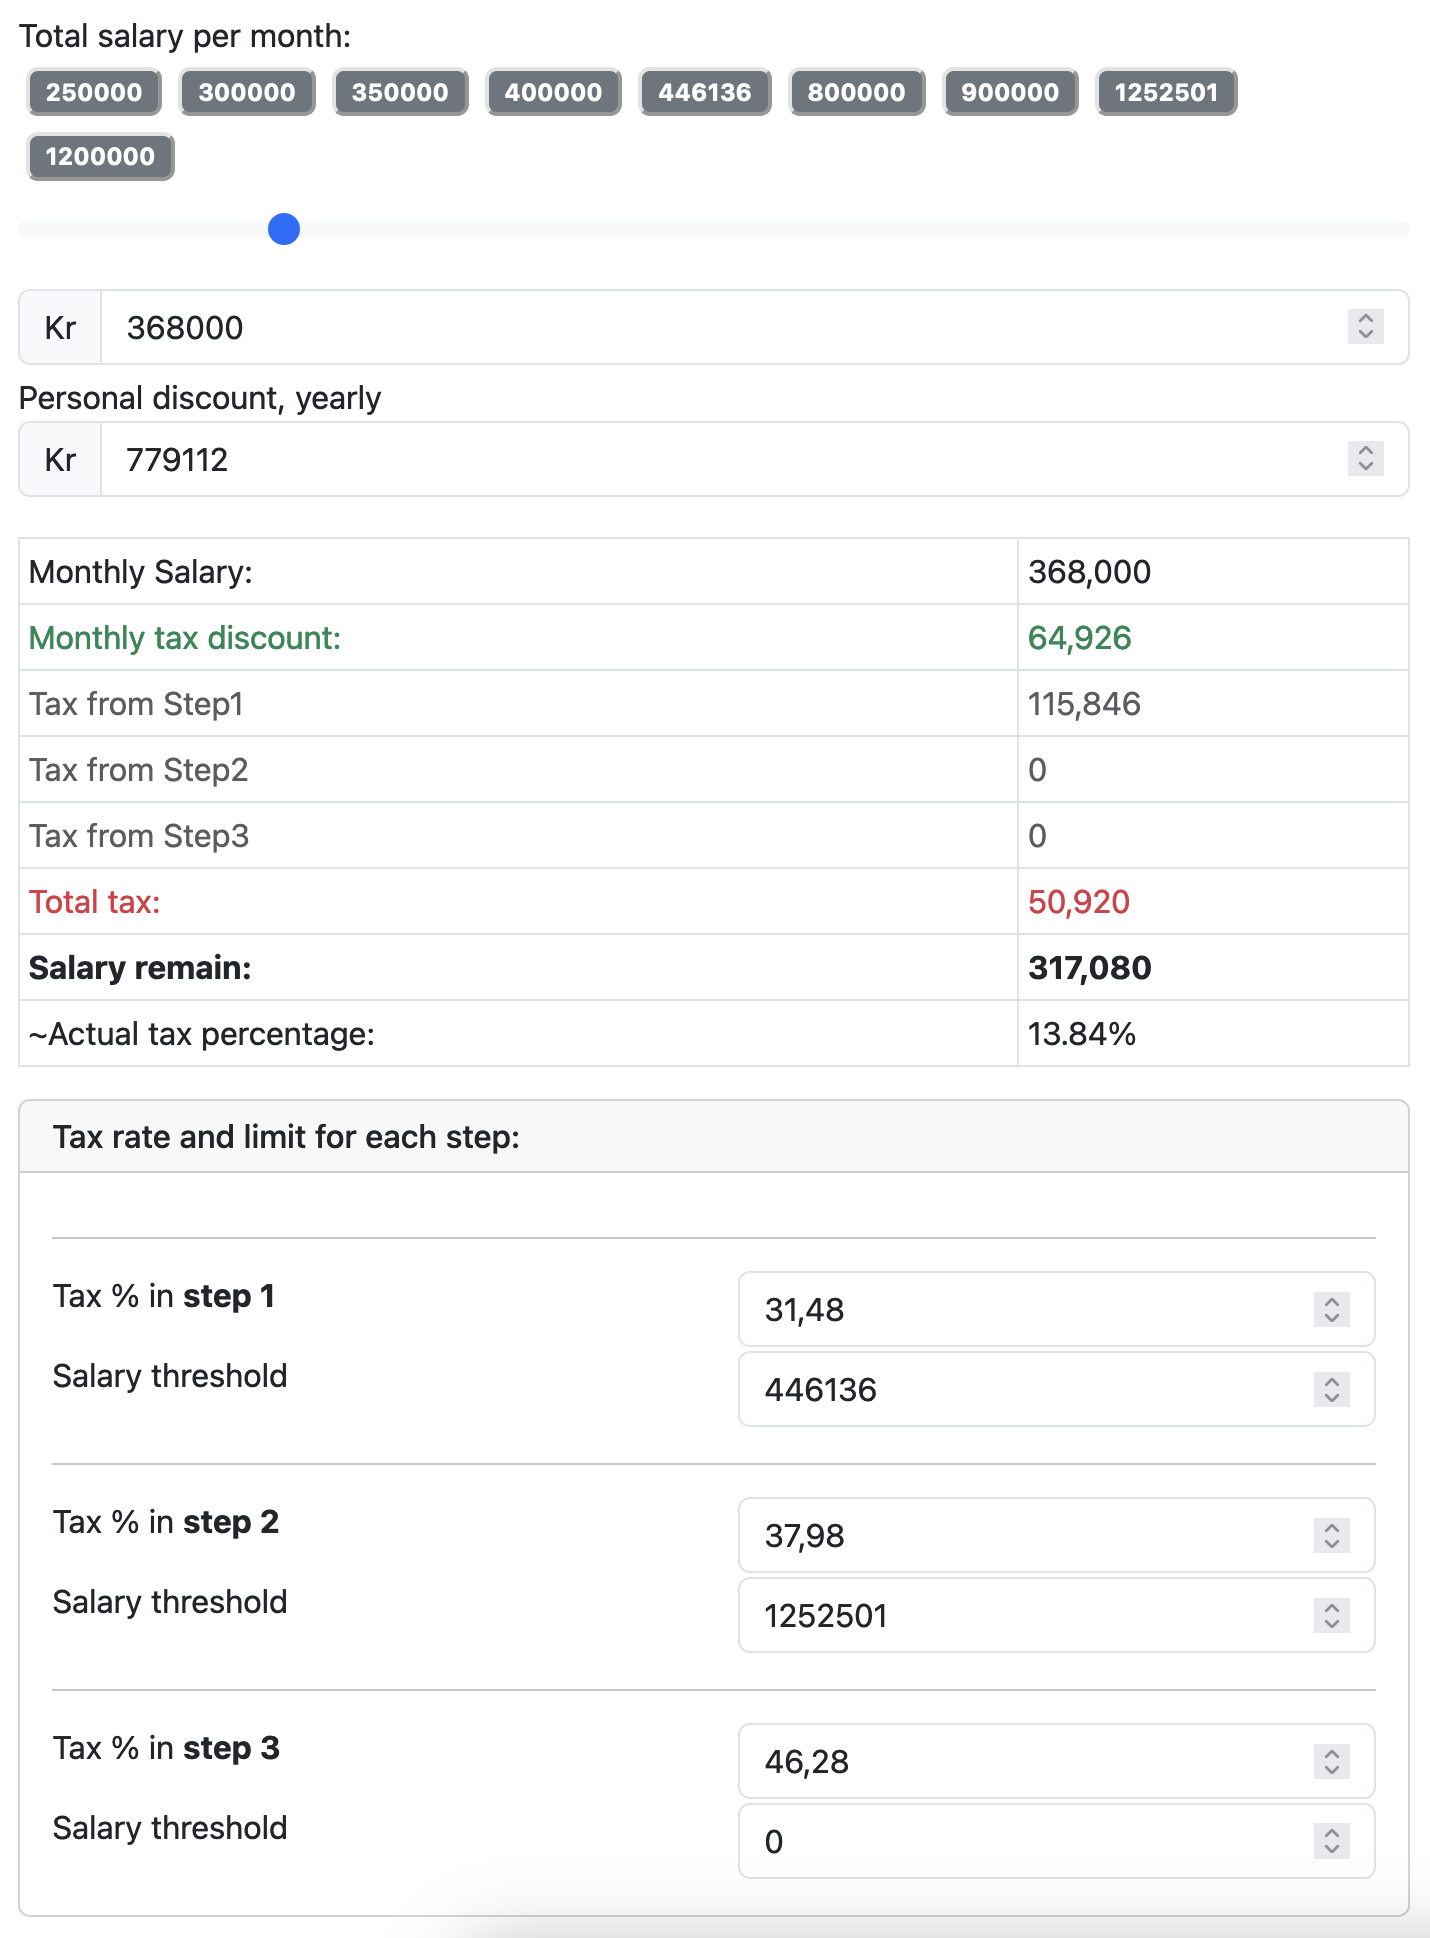 Total salary per month:
250000 300000 350000 400000 446136 800000 900000 1252501
1200000
Kr 368000
Personal discount, yearly
Kr 779112
Monthly Salary: 368,000
Monthly tax discount: 64,926
Tax from Step1 115,846
Tax from Step2 0
Tax from Step3 0
Total tax: 50,920
Salary remain: 317,080
~Actual tax percentage: 13.84%
Tax rate and limit for each step:
Tax % in step 1 31,48
Salary threshold 446136
Tax % in step 2 37,98
Salary threshold 1252501
Tax % in step 3 46,28
Salary threshold 0